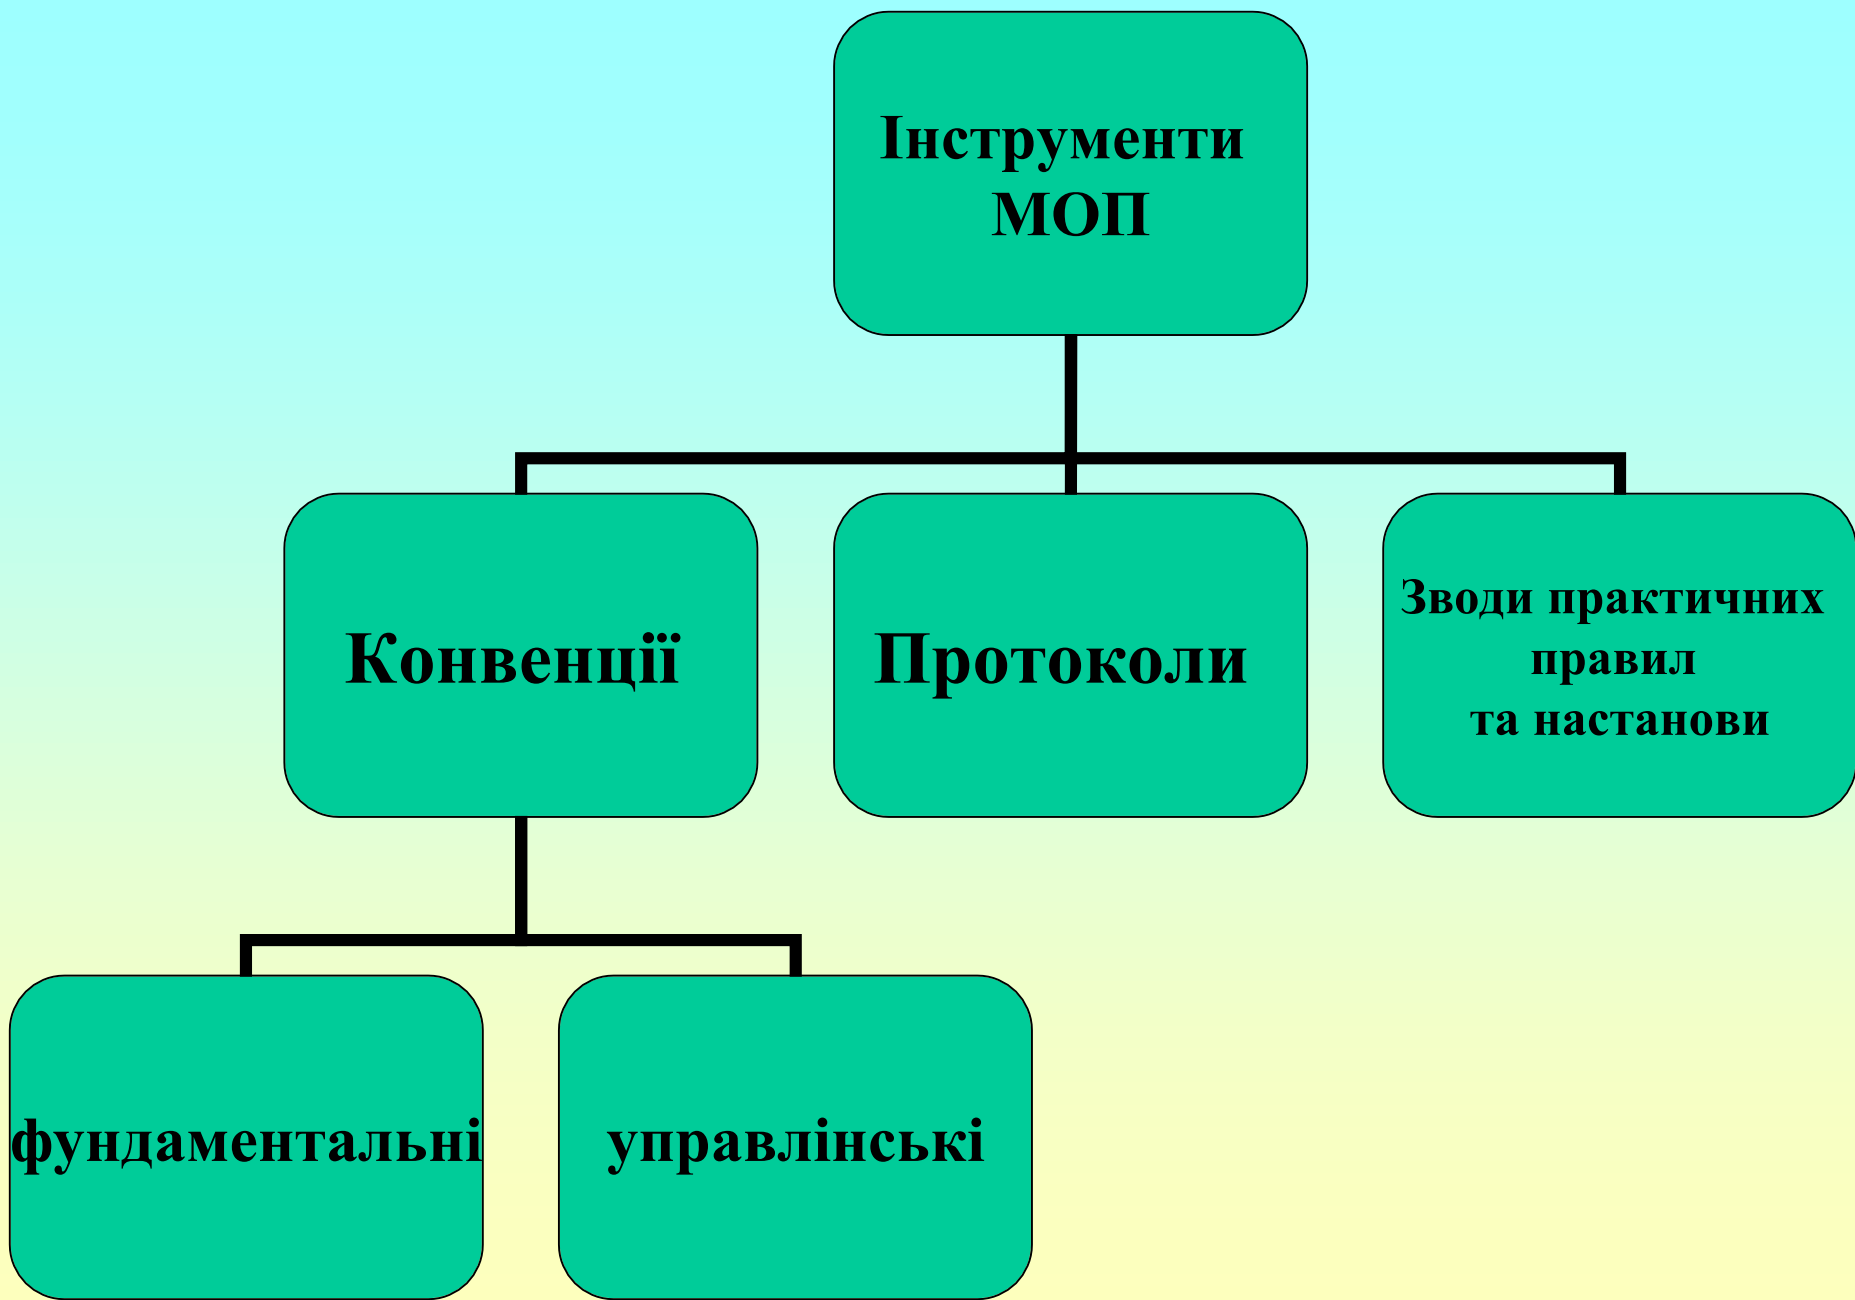 Інструменти
МОП
Конвенції
Протоколи
Зводи практичних
правил
та настанови
фундаментальні
управлінські